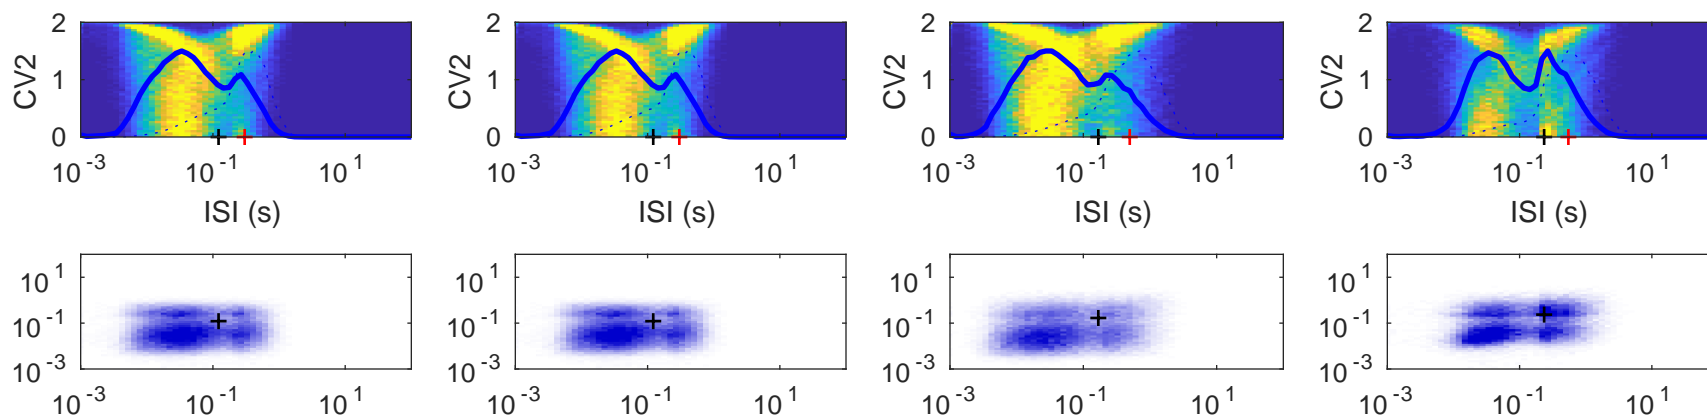 2 2 2 2
CV2 1 CV2 1 CV2 1 CV2 1
0 0 0 0
10 -3 10 -1 10 1 10 -3 10 -1 10 1 10 -3 10 -1 10 1 10 -3 10 -1 10 1
ISI (s) ISI (s) ISI (s) ISI (s)
10 1 10 1 10 1 10 1
10 -1 10 -1 10 -1 10 -1
10 -3 10 -3 10 -3 10 -3
10 -3 10 -1 10 1 10 -3 10 -1 10 1 10 -3 10 -1 10 1 10 -3 10 -1 10 1